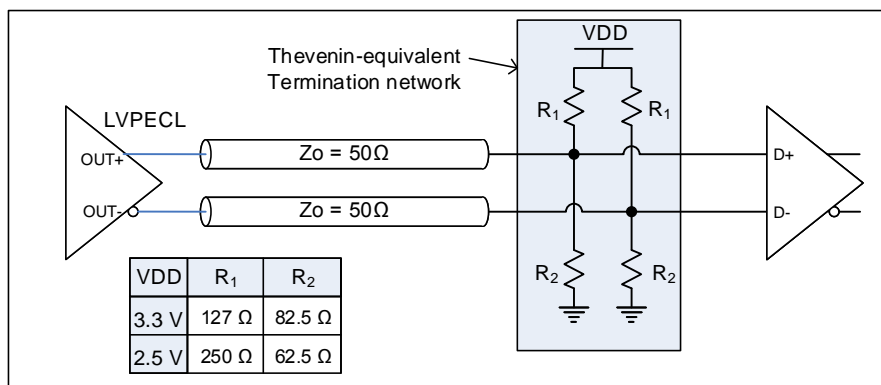 VDD
Thevenin-equivalent
Termination network
LVPECL
R₁ R₁
OUT+ Zo = 50Ω D+
OUT- Zo = 50Ω D-
R₂ R₂
VDD R₁ R₂
3.3 V 127 Ω 82.5 Ω
2.5 V 250 Ω 62.5 Ω